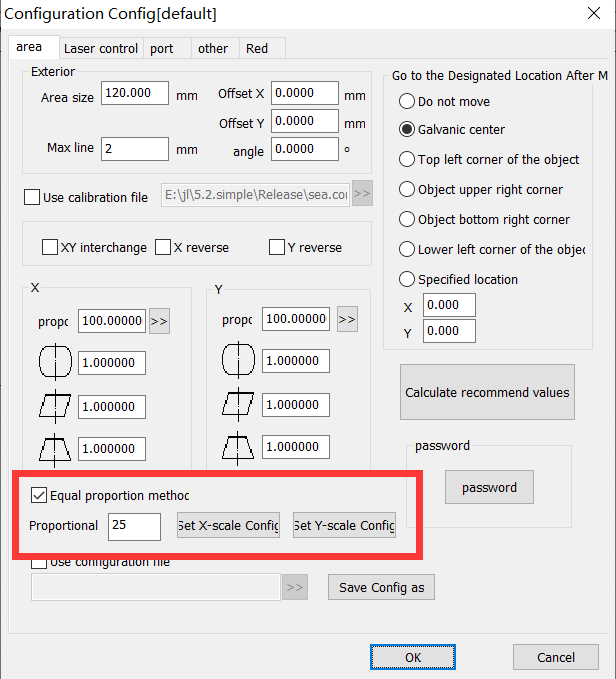 Configuration Config[default]
area
Laser control
port
other
Red
Exterior
Area size 120.000 mm
Offset X 0.0000 mm
Offset Y 0.0000 mm
Max line 2 mm
angle 0.0000 °
Use calibration file E:\jl\5.2.simple\Release\sea.co >>
XY interchange
X reverse
Y reverse
X
propo 100.00000 >>
1.000000
1.000000
1.000000
Y
propo 100.00000 >>
1.000000
1.000000
1.000000
Equal proportion method
Proportional 25 Set X-scale Config Set Y-scale Config
Use configuration file
>> Save Config as
Go to the Designated Location After M
Do not move
Galvanic center
Top left corner of the object
Object upper right corner
Object bottom right corner
Lower left corner of the objec
Specified location
X 0.000
Y 0.000
Calculate recommend values
password
password
OK
Cancel